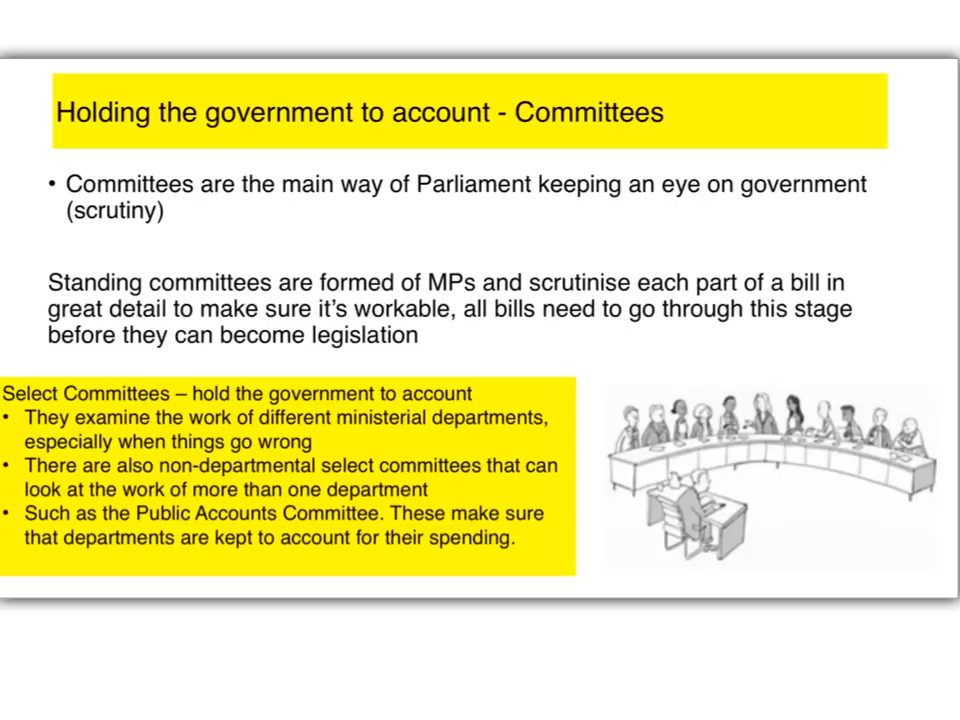 Holding the government to account - Committees
• Committees are the main way of Parliament keeping an eye on government
(scrutiny)
Standing committees are formed of MPs and scrutinise each part of a bill in
great detail to make sure it’s workable, all bills need to go through this stage
before they can become legislation
Select Committees – hold the government to account
• They examine the work of different ministerial departments,
especially when things go wrong
• There are also non-departmental select committees that can
look at the work of more than one department
• Such as the Public Accounts Committee. These make sure
that departments are kept to account for their spending.